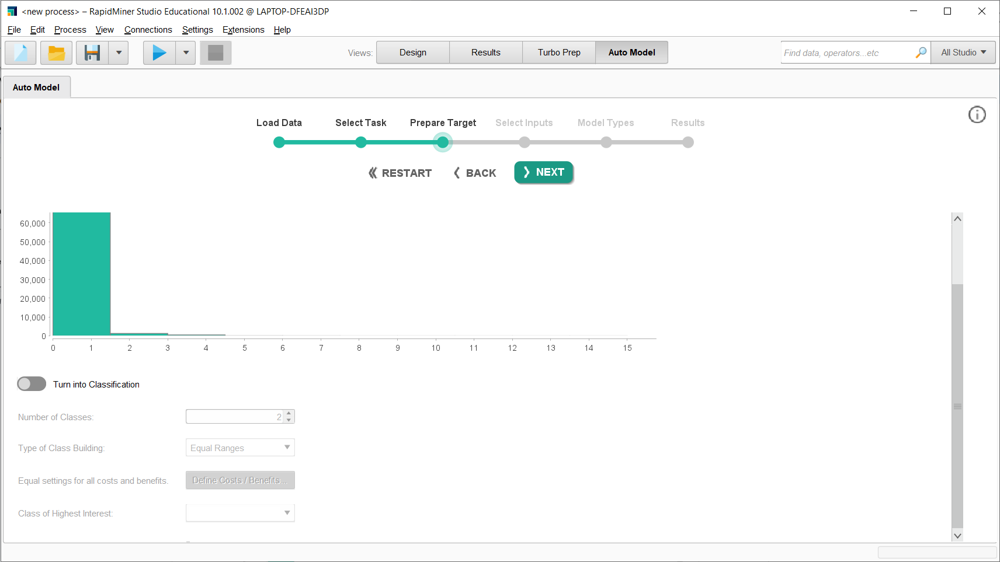 <new process> – RapidMiner Studio Educational 10.1.002 @ LAPTOP-DFEAI3DP
File Edit Process View Connections Settings Extensions Help
Views: Design Results Turbo Prep Auto Model Find data, operators...etc All Studio
Auto Model
Load Data Select Task Prepare Target Select Inputs Model Types Results
RESTART BACK NEXT
60,000
50,000
40,000
30,000
20,000
10,000
0
0 1 2 3 4 5 6 7 8 9 10 11 12 13 14 15
Turn into Classification
Number of Classes: 2
Type of Class Building: Equal Ranges
Equal settings for all costs and benefits. Define Costs / Benefits...
Class of Highest Interest: